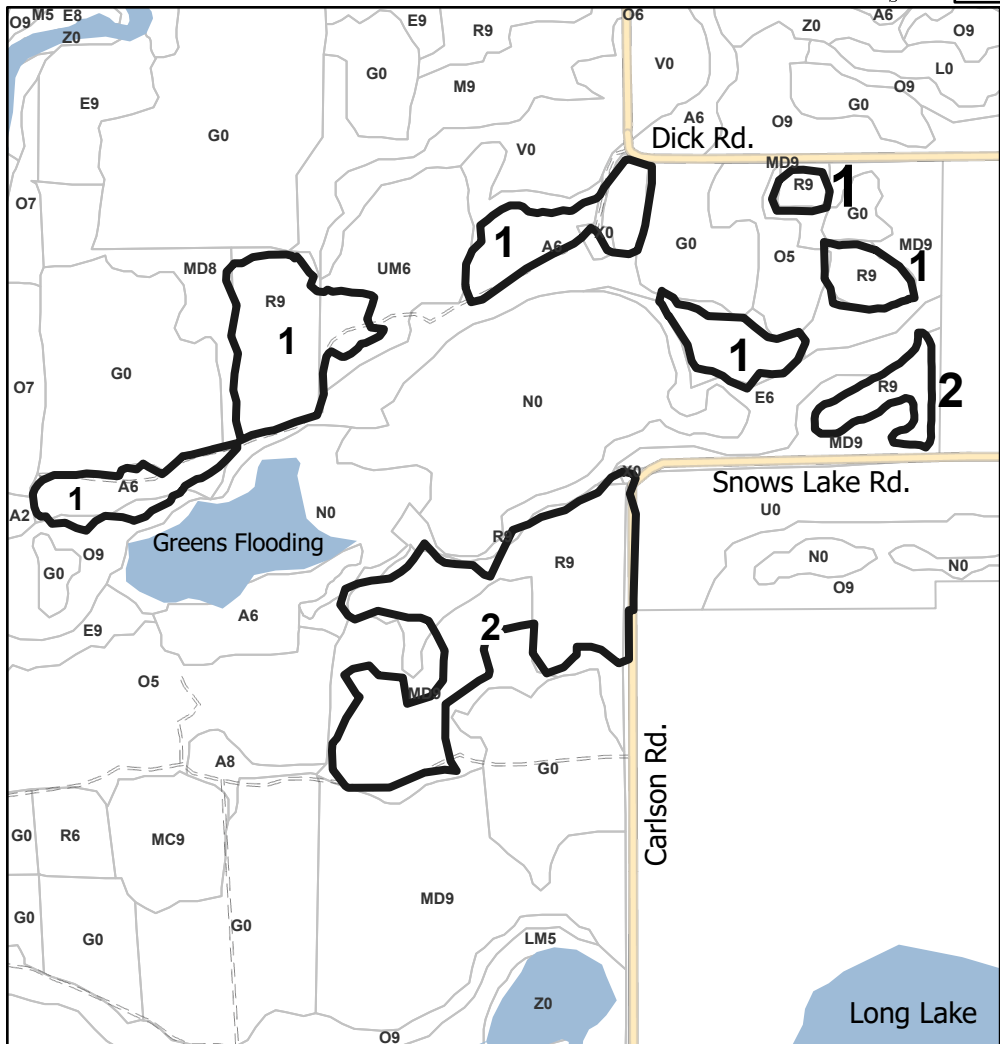 M5 E8
O9
Z0
E9
R9
O6
A6
Z0
O9
G0
M9
V0
L0
O9
G0
E9
G0
A6
O9
Dick Rd.
V0
MD9
R9
1
O7
G0
1
A6
X0
G0
O5
MD9
MD8
UM6
R9
1
R9
1
1
G0
O7
N0
E6
R9
2
MD9
X0
Snows Lake Rd.
1
A6
A2
N0
U0
Greens Flooding
R9
O9
G0
R9
N0
N0
O9
A6
E9
2
O5
MD9
A8
G0
Carlson Rd.
G0
R6
MC9
MD9
G0
G0
G0
LM5
Z0
Long Lake
O9